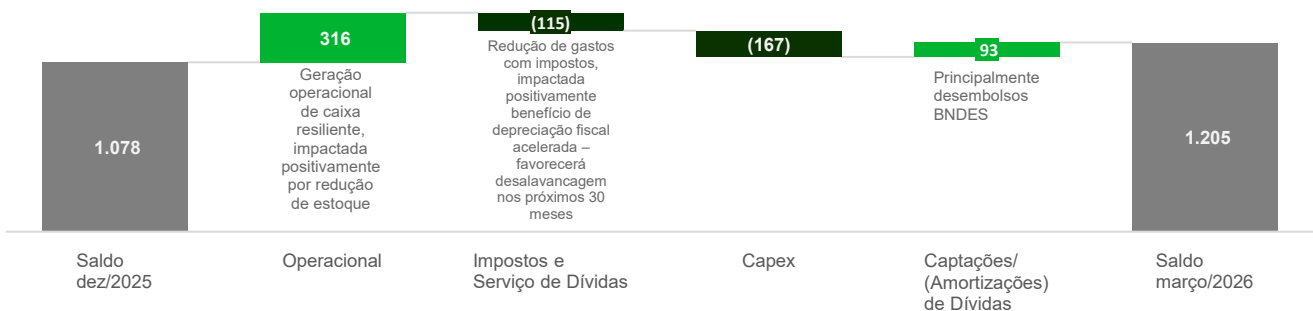 316
(115)
(167)
93
1.078
1.205
Geração
operacional
de caixa
resiliente,
impactada
positivamente
por redução
de estoque
Redução de gastos
com impostos,
impactada
positivamente
benefício de
depreciação fiscal
acelerada –
favorecerá
desalavancagem
nos próximos 30
meses
Principalmente
desembolsos
BNDES
Saldo
dez/2025
Operacional
Impostos e
Serviço de Dívidas
Capex
Captações/
(Amortizações)
de Dívidas
Saldo
março/2026